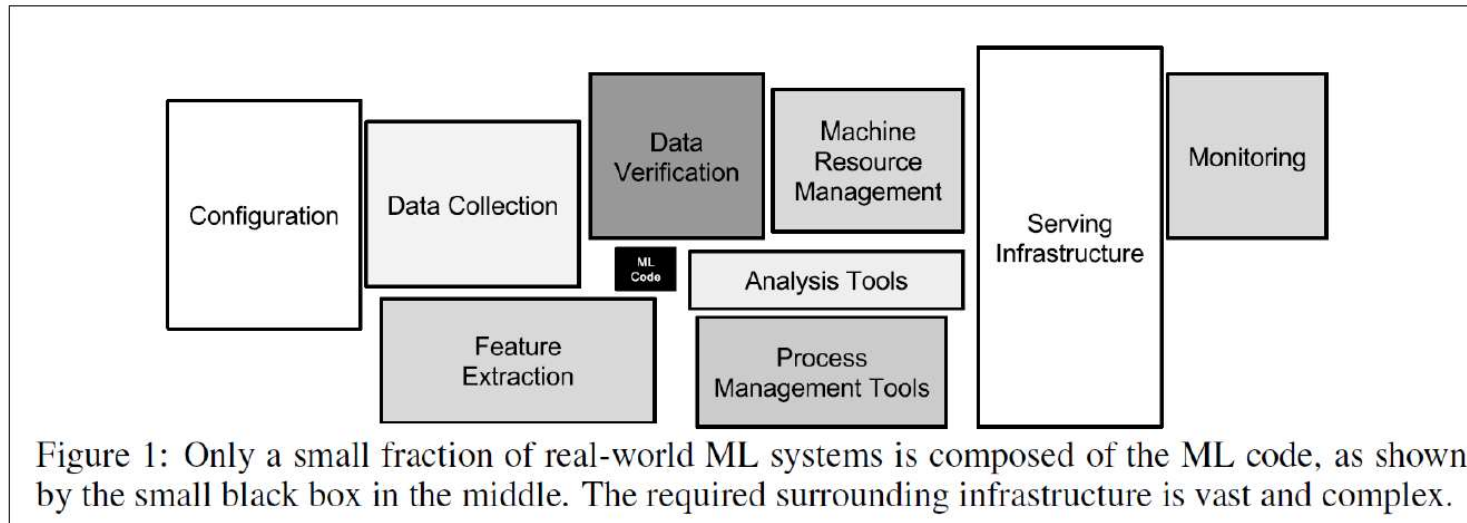 Configuration
Data Collection
Data
Verification
Machine
Resource
Management
Serving
Infrastructure
Monitoring
ML
Code
Analysis Tools
Feature
Extraction
Process
Management Tools
Figure 1: Only a small fraction of real-world ML systems is composed of the ML code, as shown
by the small black box in the middle. The required surrounding infrastructure is vast and complex.